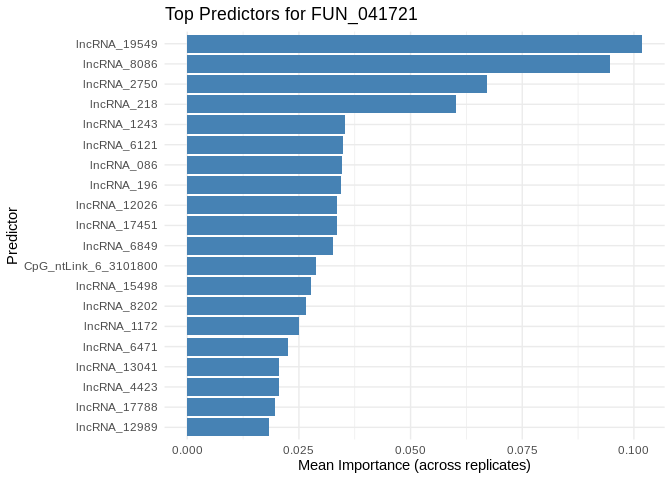 Top Predictors for FUN_041721
Predictor
lncRNA_19549
lncRNA_8086
lncRNA_2750
lncRNA_218
lncRNA_1243
lncRNA_6121
lncRNA_086
lncRNA_196
lncRNA_12026
lncRNA_17451
lncRNA_6849
CpG_ntLink_6_3101800
lncRNA_15498
lncRNA_8202
lncRNA_1172
lncRNA_6471
lncRNA_13041
lncRNA_4423
lncRNA_17788
lncRNA_12989
0.000 0.025 0.050 0.075 0.100
Mean Importance (across replicates)